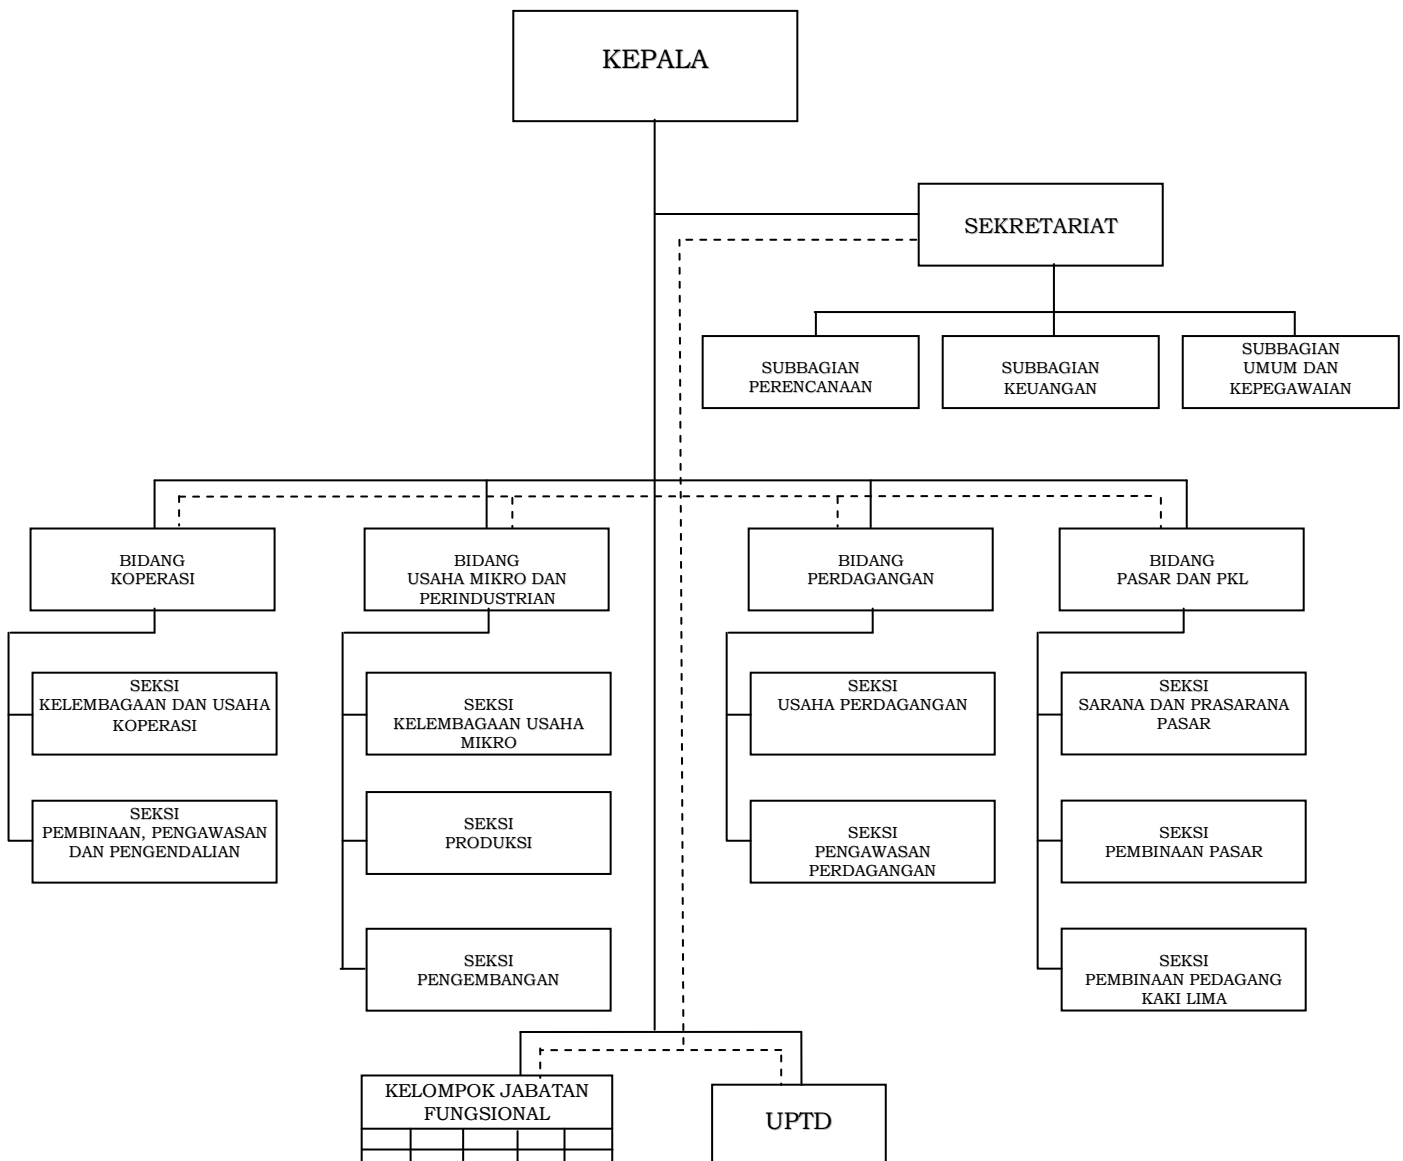 KEPALA
SEKRETARIAT
SUBBAGIAN
PERENCANAAN
SUBBAGIAN
KEUANGAN
SUBBAGIAN
UMUM DAN
KEPEGAWAIAN
BIDANG
KOPERASI
BIDANG
USAHA MIKRO DAN
PERINDUSTRIAN
BIDANG
PERDAGANGAN
BIDANG
PASAR DAN PKL
SEKSI
KELEMBAGAAN DAN USAHA
KOPERASI
SEKSI
KELEMBAGAAN USAHA
MIKRO
SEKSI
USAHA PERDAGANGAN
SEKSI
SARANA DAN PRASARANA
PASAR
SEKSI
PEMBINAAN, PENGAWASAN
DAN PENGENDALIAN
SEKSI
PRODUKSI
SEKSI
PENGAWASAN
PERDAGANGAN
SEKSI
PEMBINAAN PASAR
SEKSI
PENGEMBANGAN
SEKSI
PEMBINAAN PEDAGANG
KAKI LIMA
KELOMPOK JABATAN
FUNGSIONAL
UPTD